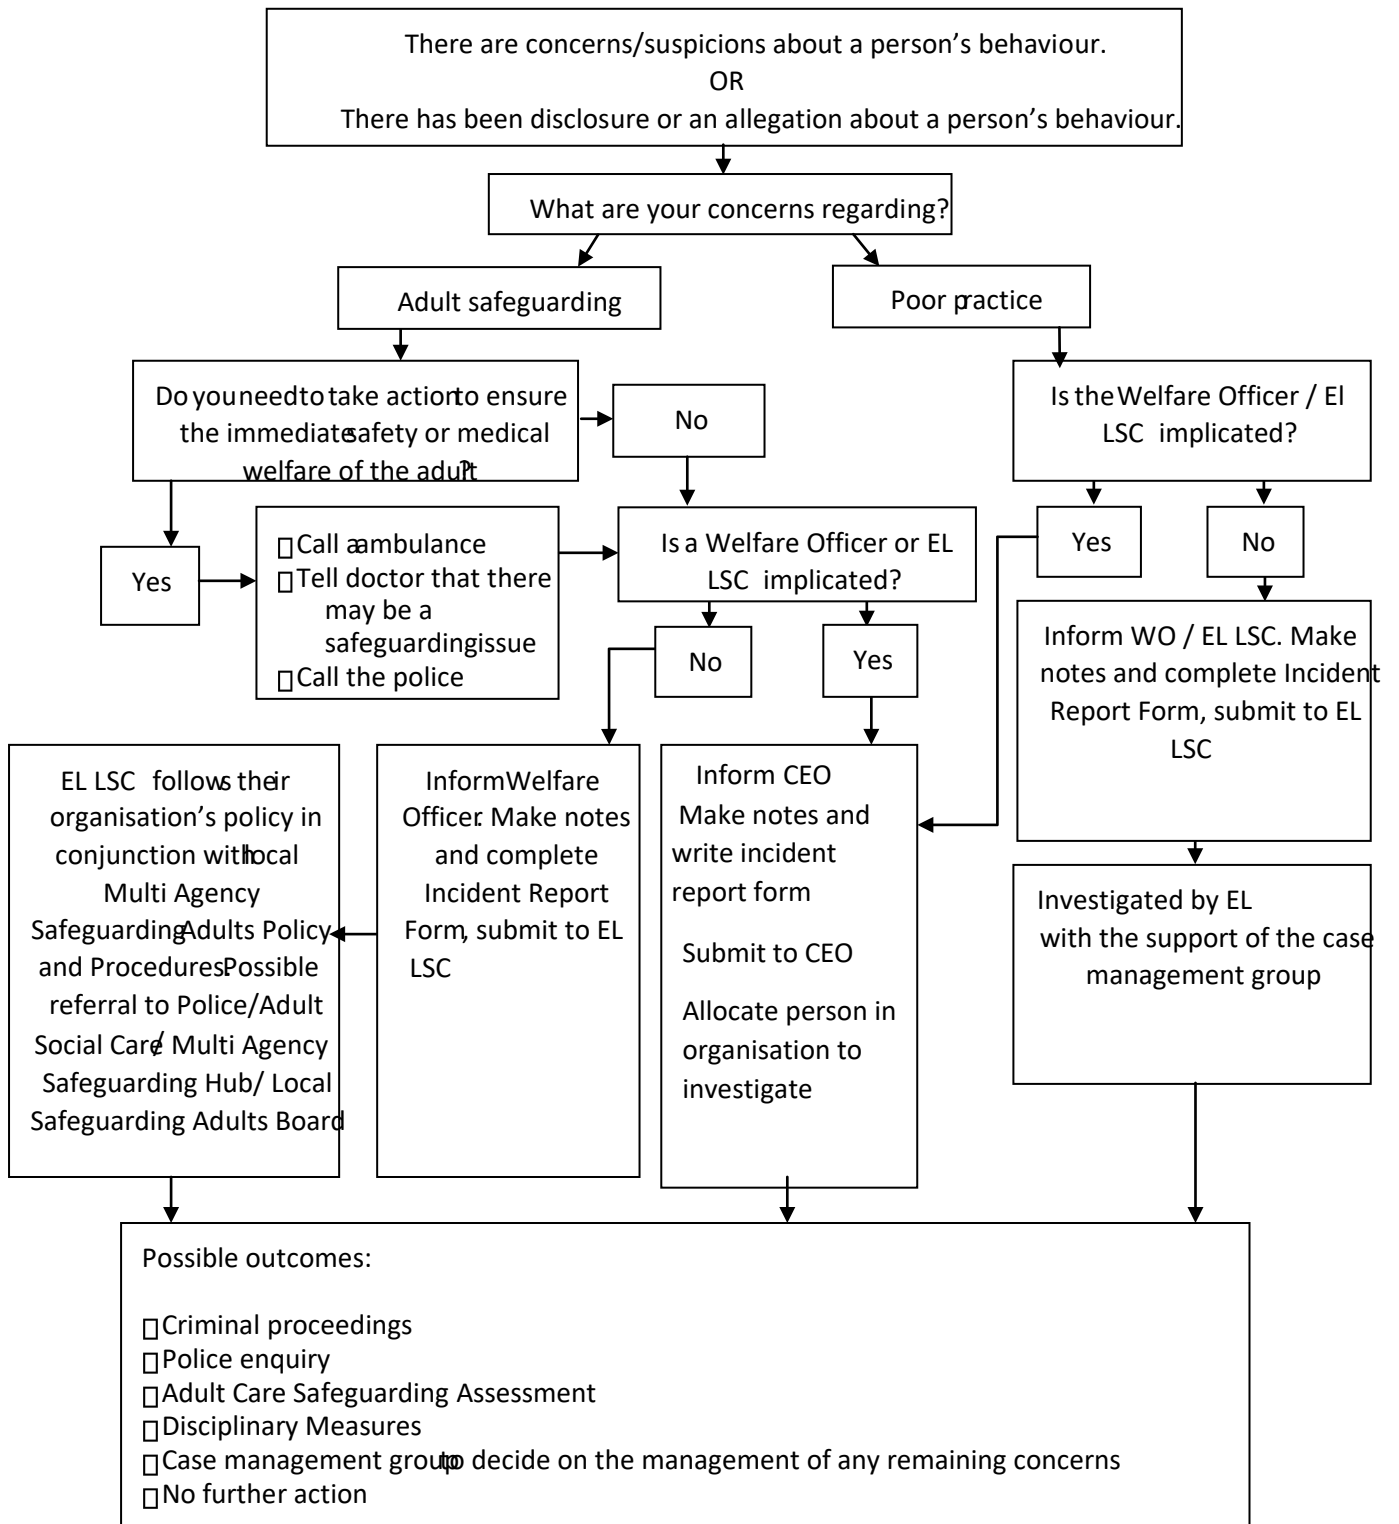 There are concerns/suspicions about a person’s behaviour.
OR
There has been disclosure or an allegation about a person’s behaviour.
What are your concerns regarding?
Adult safeguarding
Poor practice
Do you need to take action to ensure
the immediate safety or medical
welfare of the adult?
No
Is the Welfare Officer / El
LSC implicated?
Yes
Call a ambulance
Tell doctor that there
may be a
safeguarding issue
Call the police
Is a Welfare Officer or EL
LSC implicated?
Yes
No
No
Yes
Inform WO / EL LSC. Make
notes and complete Incident
Report Form, submit to EL
LSC
EL LSC follows their
organisation’s policy in
conjunction with local
Multi Agency
Safeguarding Adults Policy
and Procedures. Possible
referral to Police/Adult
Social Care/ Multi Agency
Safeguarding Hub/ Local
Safeguarding Adults Board
Inform Welfare
Officer. Make notes
and complete
Incident Report
Form, submit to EL
LSC
Inform CEO
Make notes and
write incident
report form
Submit to CEO
Allocate person in
organisation to
investigate
Investigated by EL
with the support of the case
management group
Possible outcomes:
Criminal proceedings
Police enquiry
Adult Care Safeguarding Assessment
Disciplinary Measures
Case management group to decide on the management of any remaining concerns
No further action